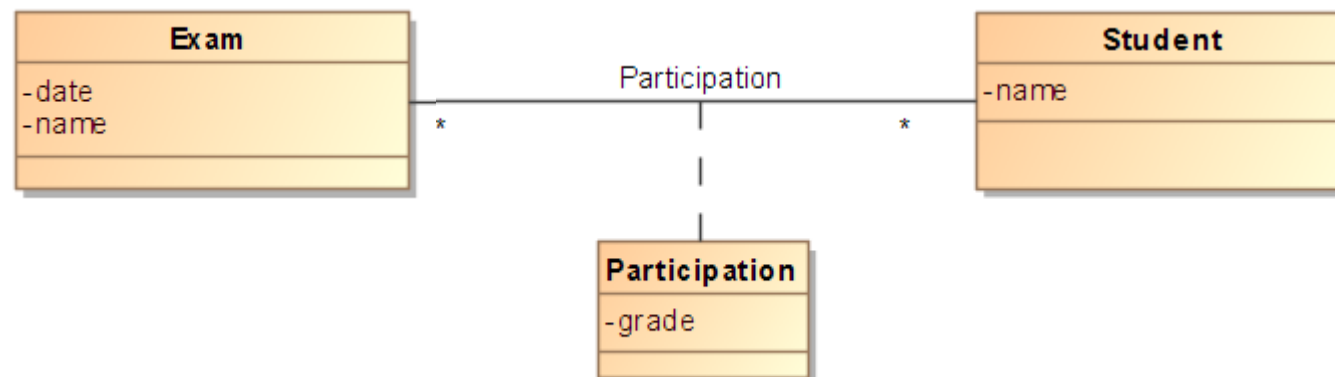 Exam
-date
-name
Participation
*
*
Student
-name
Participation
-grade